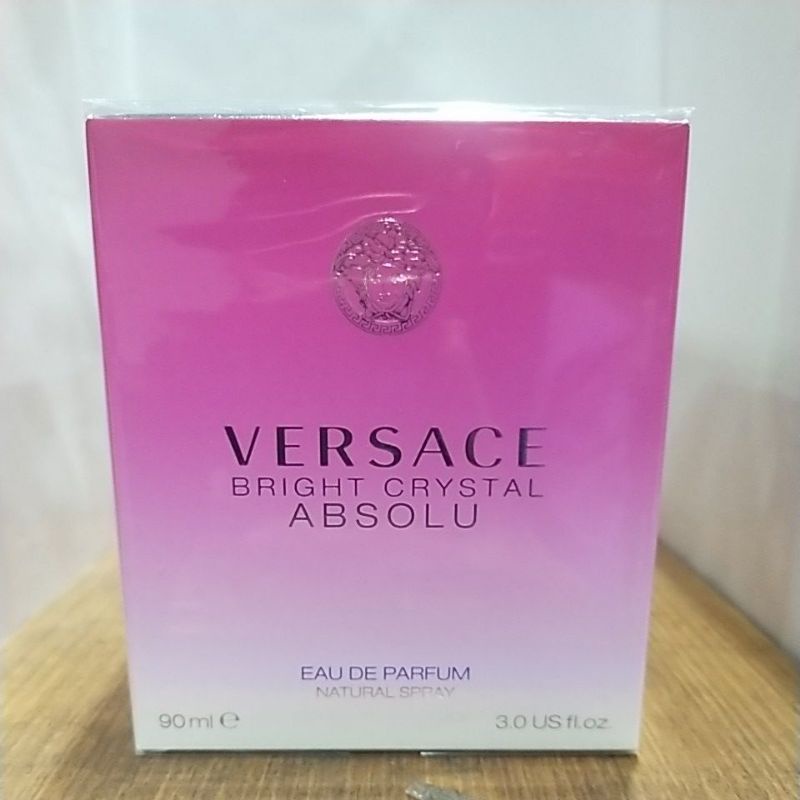 VERSACE
BRIGHT CRYSTAL
ABSOLU
EAU DE PARFUM
NATURAL SPRAY
90 ml ℮ 3.0 US fl.oz.